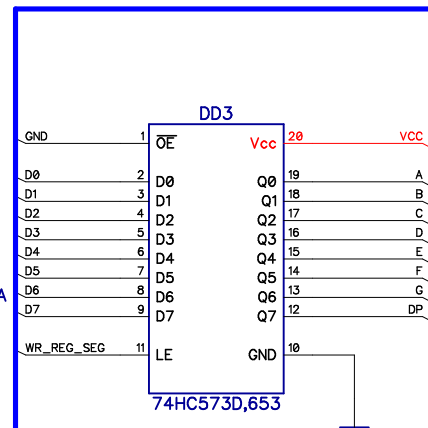 DD3
GND 1 OE Vcc 20 VCC
D0 2 D0 Q0 19 A
D1 3 D1 Q1 18 B
D2 4 D2 Q2 17 C
D3 5 D3 Q3 16 D
D4 6 D4 Q4 15 E
D5 7 D5 Q5 14 F
D6 8 D6 Q6 13 G
A
D7 9 D7 Q7 12 DP
WR_REG_SEG 11 LE GND 10
74HC573D,653